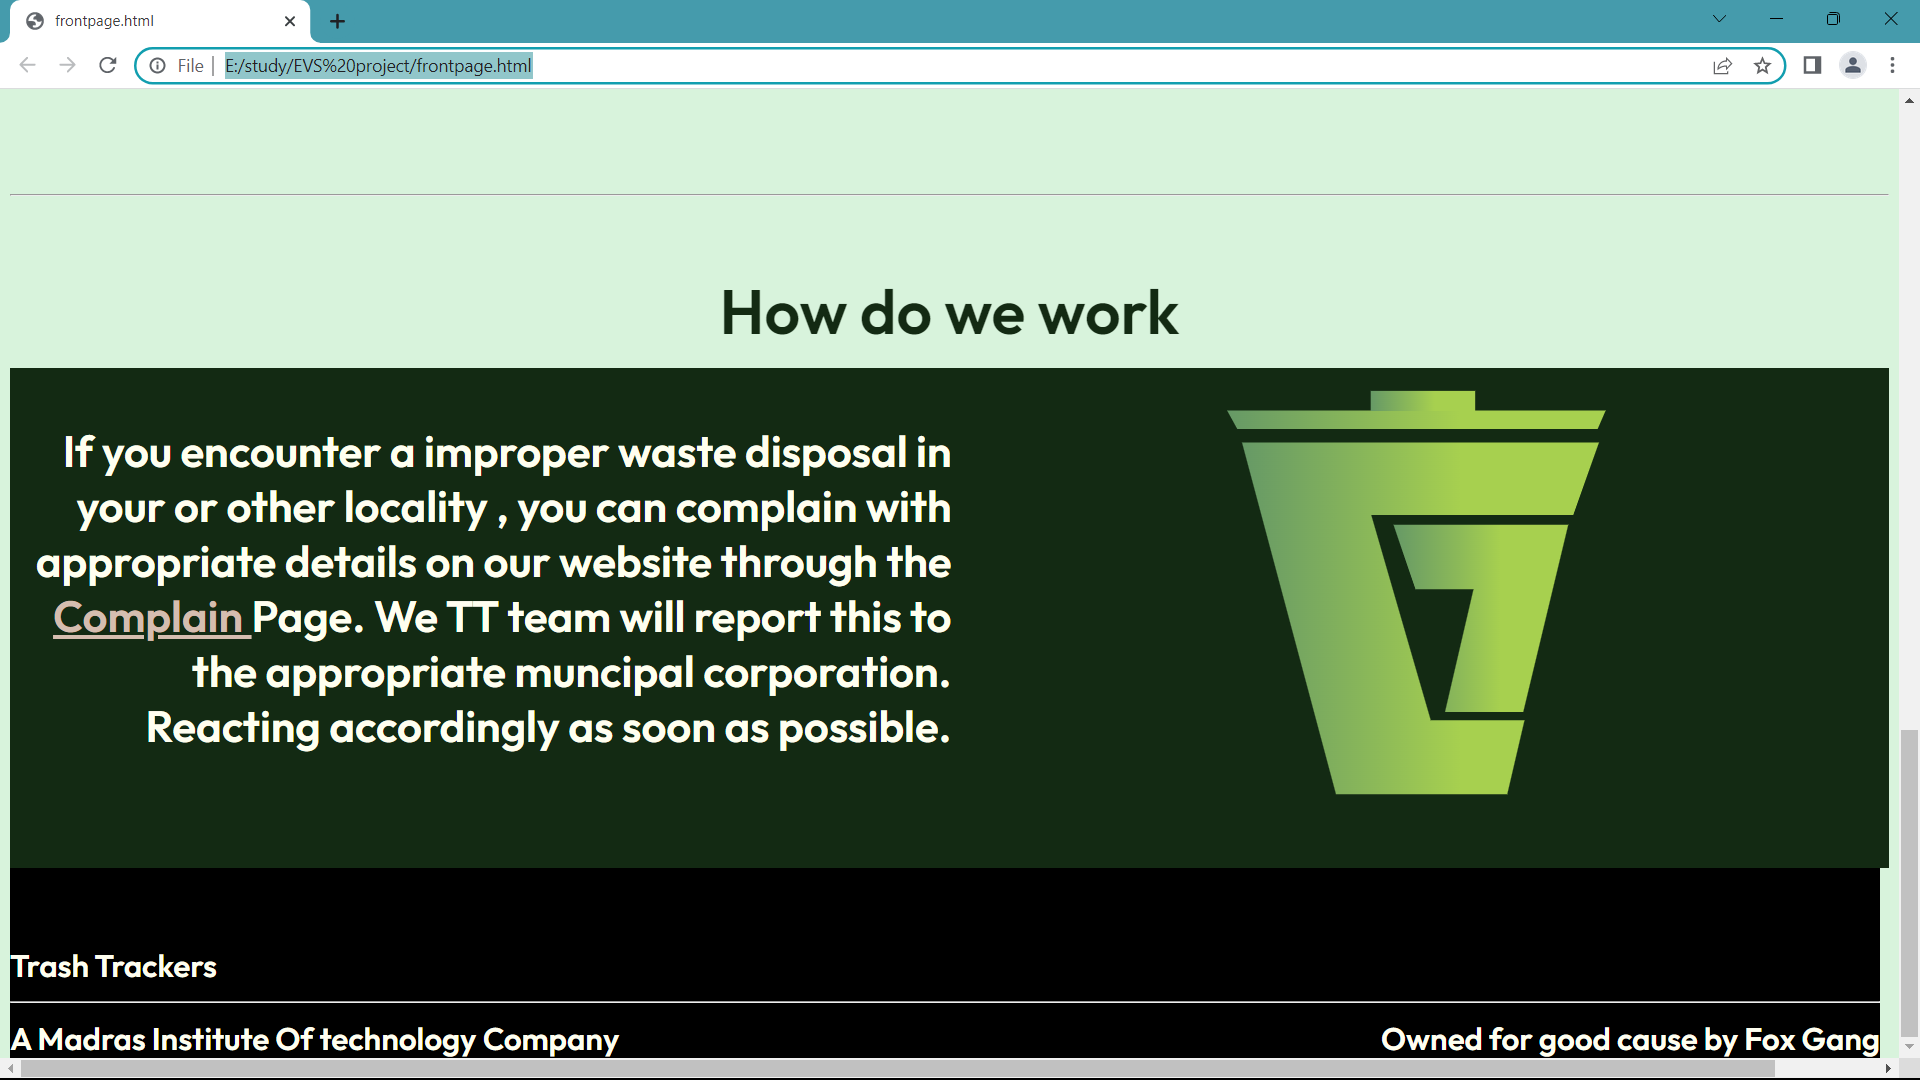 frontpage.html
File | E:/study/EVS%20project/frontpage.html
How do we work
If you encounter a improper waste disposal in
your or other locality , you can complain with
appropriate details on our website through the
Complain Page. We TT team will report this to
the appropriate muncipal corporation.
Reacting accordingly as soon as possible.
Trash Trackers
A Madras Institute Of technology Company
Owned for good cause by Fox Gang